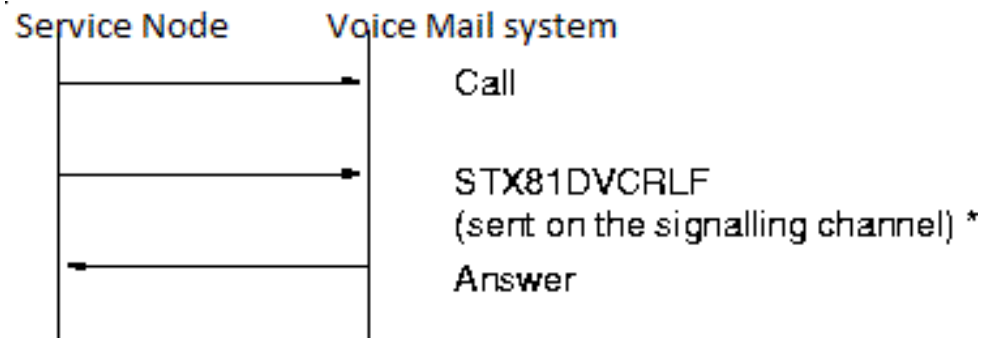 Service Node Voice Mail system
Call
STX81DVCRLF
(sent on the signalling channel) *
Answer